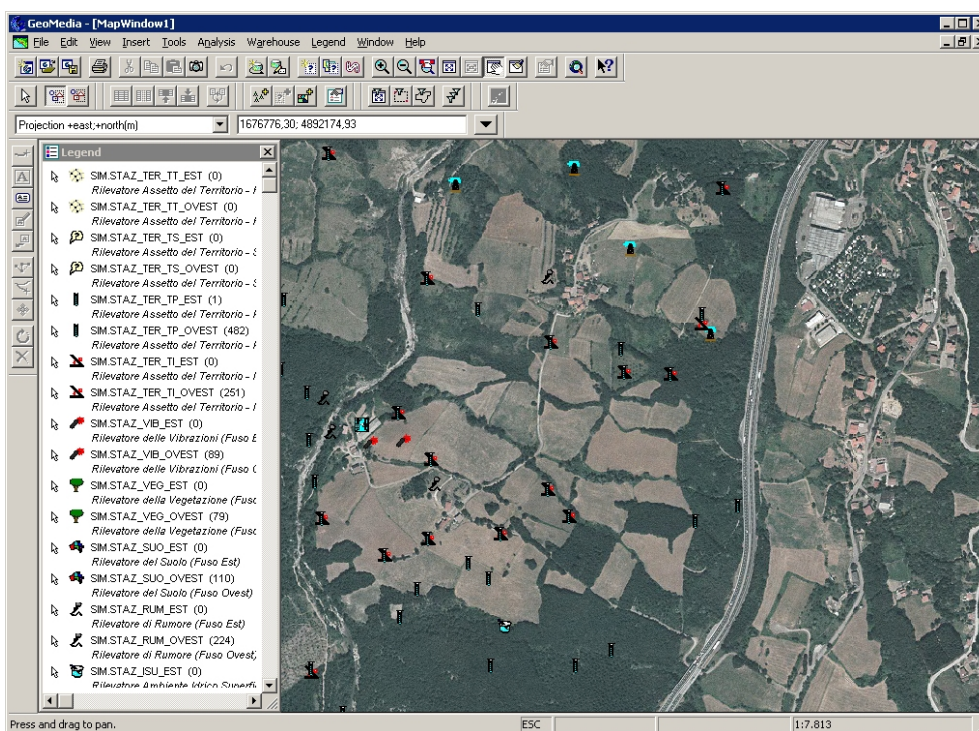 GeoMedia - [MapWindow1]
File Edit View Insert Tools Analysis Warehouse Legend Window Help
Projection +east;+north(m) 1676776,30; 4892174,93
Legend
SIM.STAZ_TER_TT_EST (0)
Rilevatore Assetto del Territorio -
SIM.STAZ_TER_TT_OVEST (0)
Rilevatore Assetto del Territorio -
SIM.STAZ_TER_TS_EST (0)
Rilevatore Assetto del Territorio -
SIM.STAZ_TER_TS_OVEST (0)
Rilevatore Assetto del Territorio -
SIM.STAZ_TER_TP_EST (1)
Rilevatore Assetto del Territorio -
SIM.STAZ_TER_TP_OVEST (482)
Rilevatore Assetto del Territorio -
SIM.STAZ_TER_TI_EST (0)
Rilevatore Assetto del Territorio -
SIM.STAZ_TER_TI_OVEST (251)
Rilevatore Assetto del Territorio -
SIM.STAZ_VIB_EST (0)
Rilevatore delle Vibrazioni (Fuso E
SIM.STAZ_VIB_OVEST (89)
Rilevatore delle Vibrazioni (Fuso
SIM.STAZ_VEG_EST (0)
Rilevatore della Vegetazione (Fuso
SIM.STAZ_VEG_OVEST (79)
Rilevatore della Vegetazione (Fuso
SIM.STAZ_SUO_EST (0)
Rilevatore del Suolo (Fuso Est)
SIM.STAZ_SUO_OVEST (110)
Rilevatore del Suolo (Fuso Ovest)
SIM.STAZ_RUM_EST (0)
Rilevatore di Rumore (Fuso Est)
SIM.STAZ_RUM_OVEST (224)
Rilevatore di Rumore (Fuso Ovest)
SIM.STAZ_ISU_EST (0)
Rilevatore Ambiente Idrico Superfi
Press and drag to pan. ESC 1:7.813